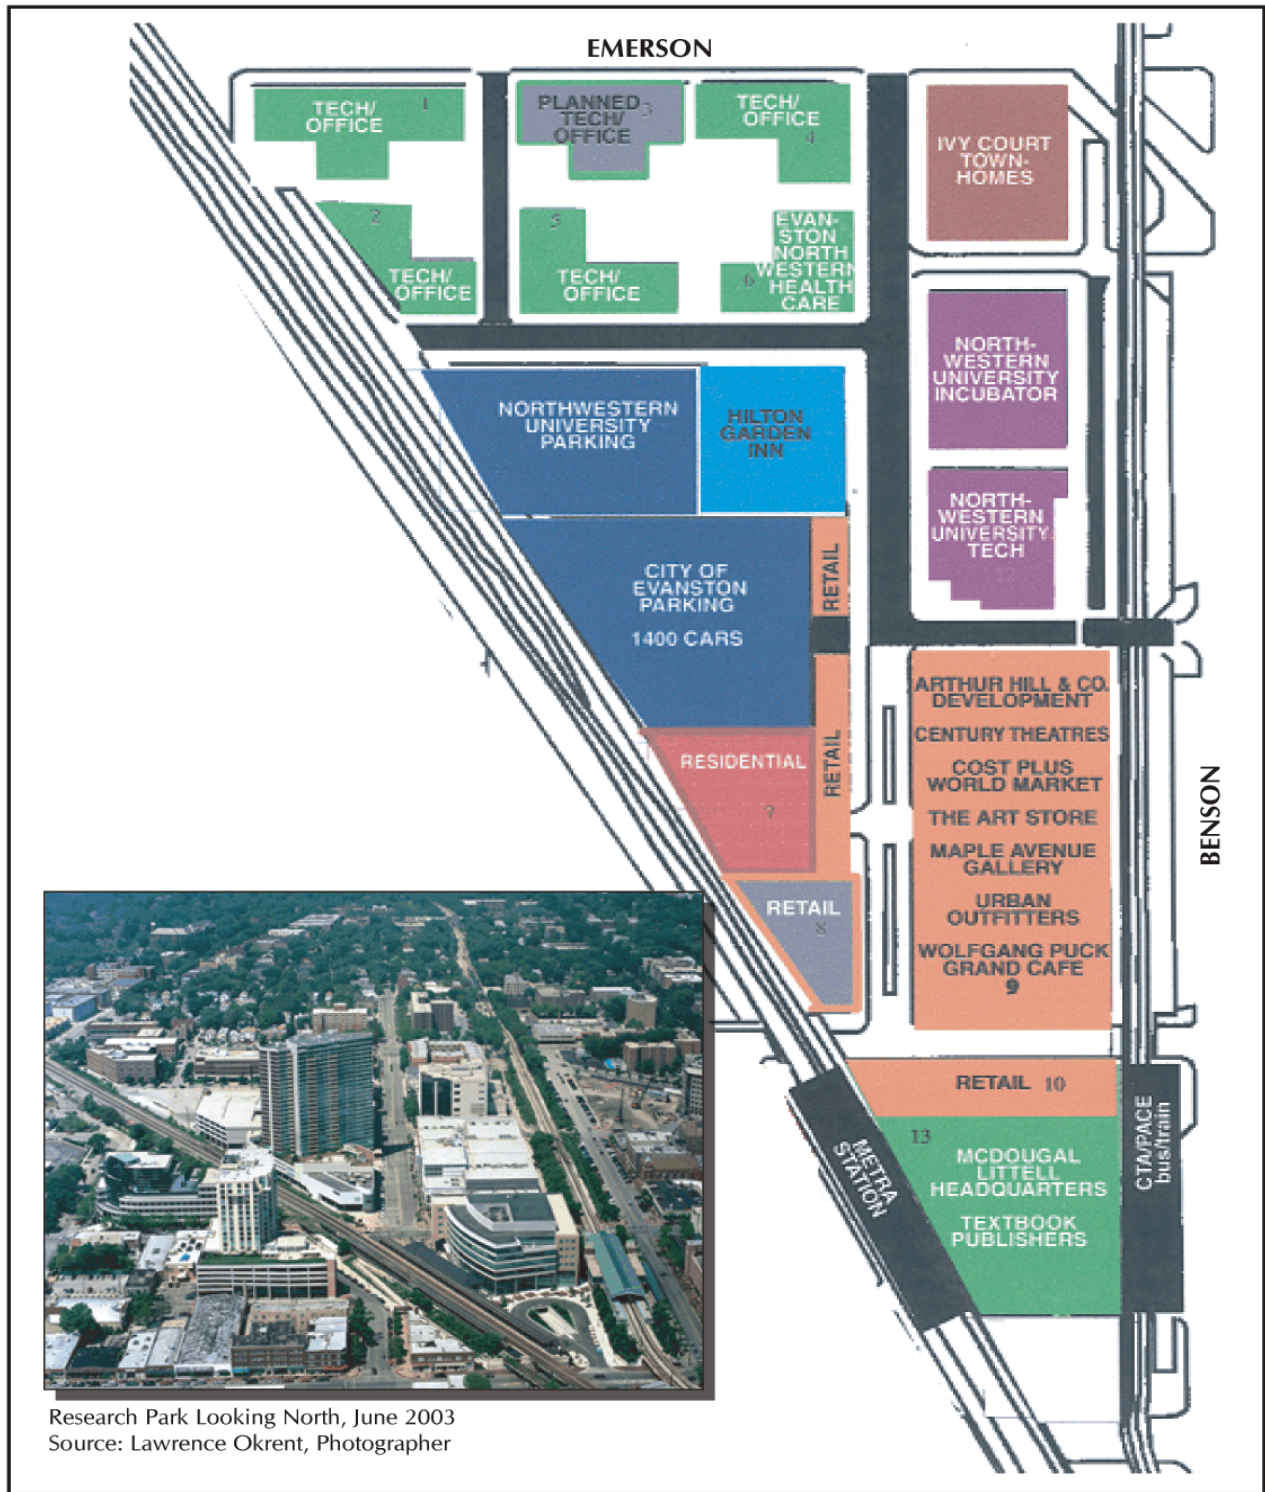 EMERSON
TECH/ 1
OFFICE
PLANNED 3
TECH/
OFFICE
TECH/
OFFICE
4
IVY COURT
TOWN-
HOMES
2
TECH/
OFFICE
5
TECH/
OFFICE
EVAN-
STON
NORTH
WESTERN
6 HEALTH
CARE
NORTH-
WESTERN
UNIVERSITY
INCUBATOR
NORTHWESTERN
UNIVERSITY
PARKING
HILTON
GARDEN
INN
NORTH-
WESTERN
UNIVERSITY
TECH
12
CITY OF
EVANSTON
PARKING
1400 CARS
RETAIL
RETAIL
RESIDENTIAL
7
RETAIL
8
ARTHUR HILL & CO.
DEVELOPMENT
CENTURY THEATRES
COST PLUS
WORLD MARKET
THE ART STORE
MAPLE AVENUE
GALLERY
URBAN
OUTFITTERS
WOLFGANG PUCK
GRAND CAFE
9
BENSON
RETAIL 10
13
MCDOUGAL
LITTELL
HEADQUARTERS
TEXTBOOK
PUBLISHERS
METRA
STATION
CTA/PACE
bus/train
Research Park Looking North, June 2003
Source: Lawrence Okrent, Photographer